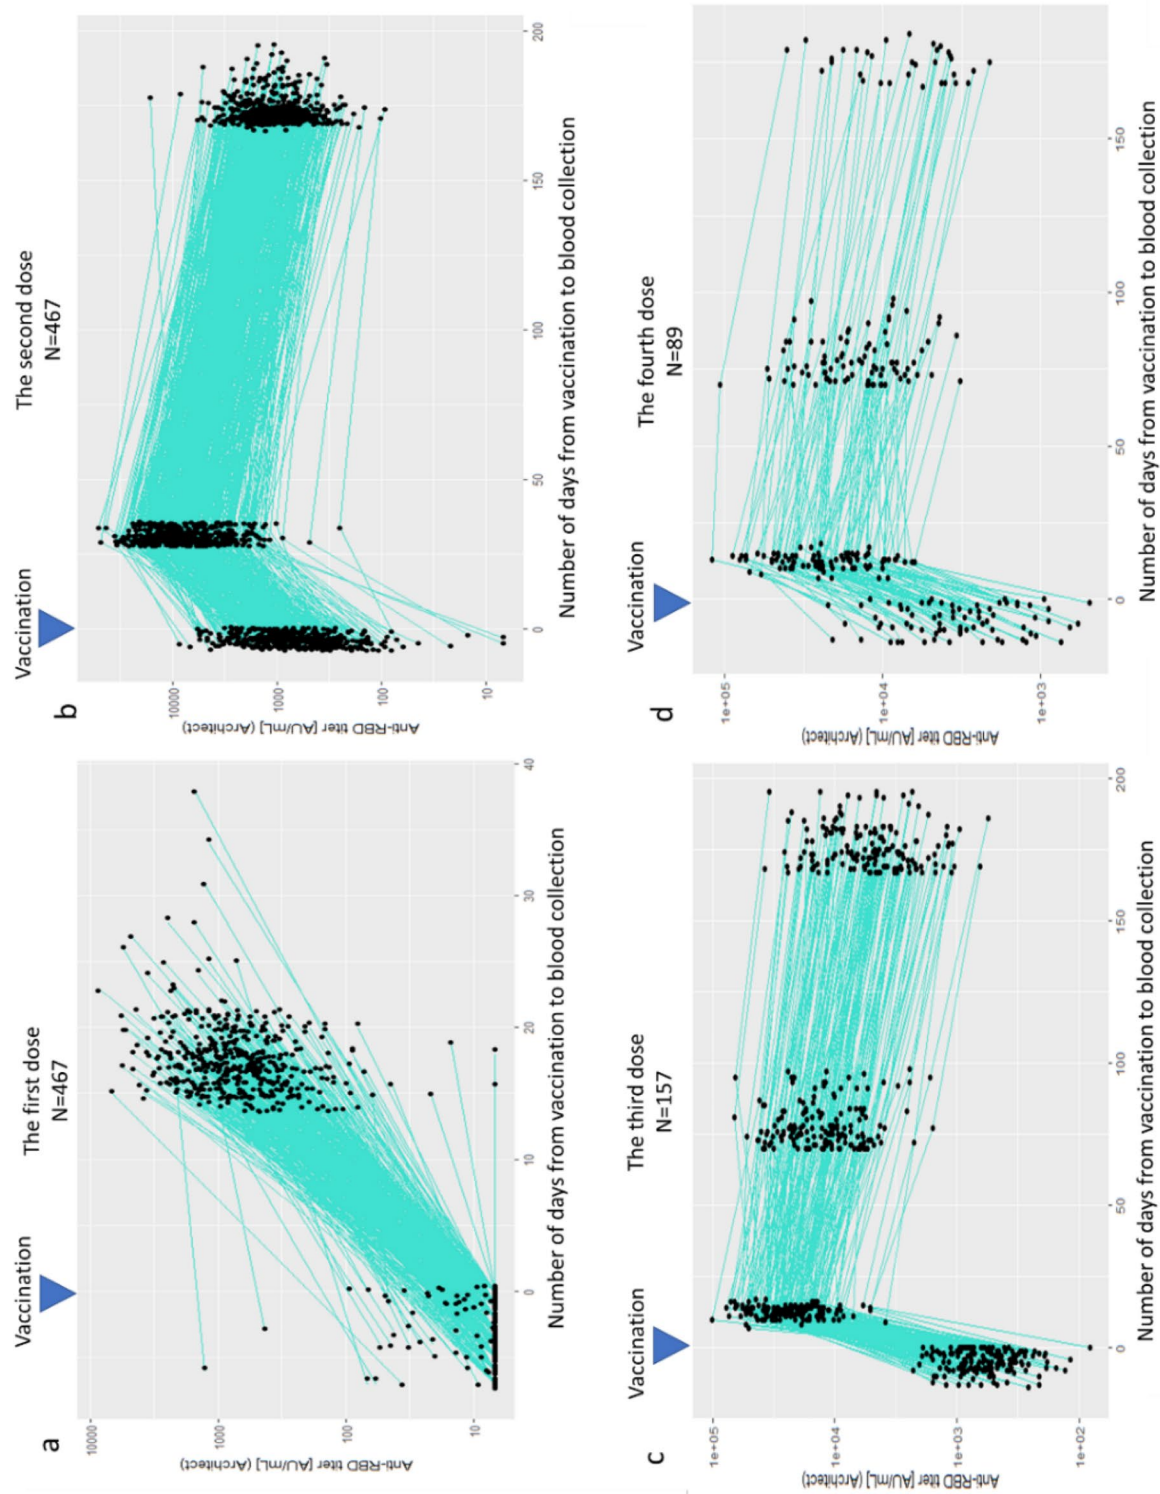 a
The first dose
N=467
Vaccination
Anti-RBD titer [AU/mL] (Architect)
10000
1000
100
10
0
10
20
30
40
Number of days from vaccination to blood collection
b
The second dose
N=467
Vaccination
Anti-RBD titer [AU/mL] (Architect)
10000
1000
100
10
0
50
100
150
200
Number of days from vaccination to blood collection
c
The third dose
N=157
Vaccination
Anti-RBD titer [AU/mL] (Architect)
1e+05
1e+04
1e+03
1e+02
0
50
100
150
200
Number of days from vaccination to blood collection
d
The fourth dose
N=89
Vaccination
Anti-RBD titer [AU/mL] (Architect)
1e+05
1e+04
1e+03
0
50
100
150
Number of days from vaccination to blood collection